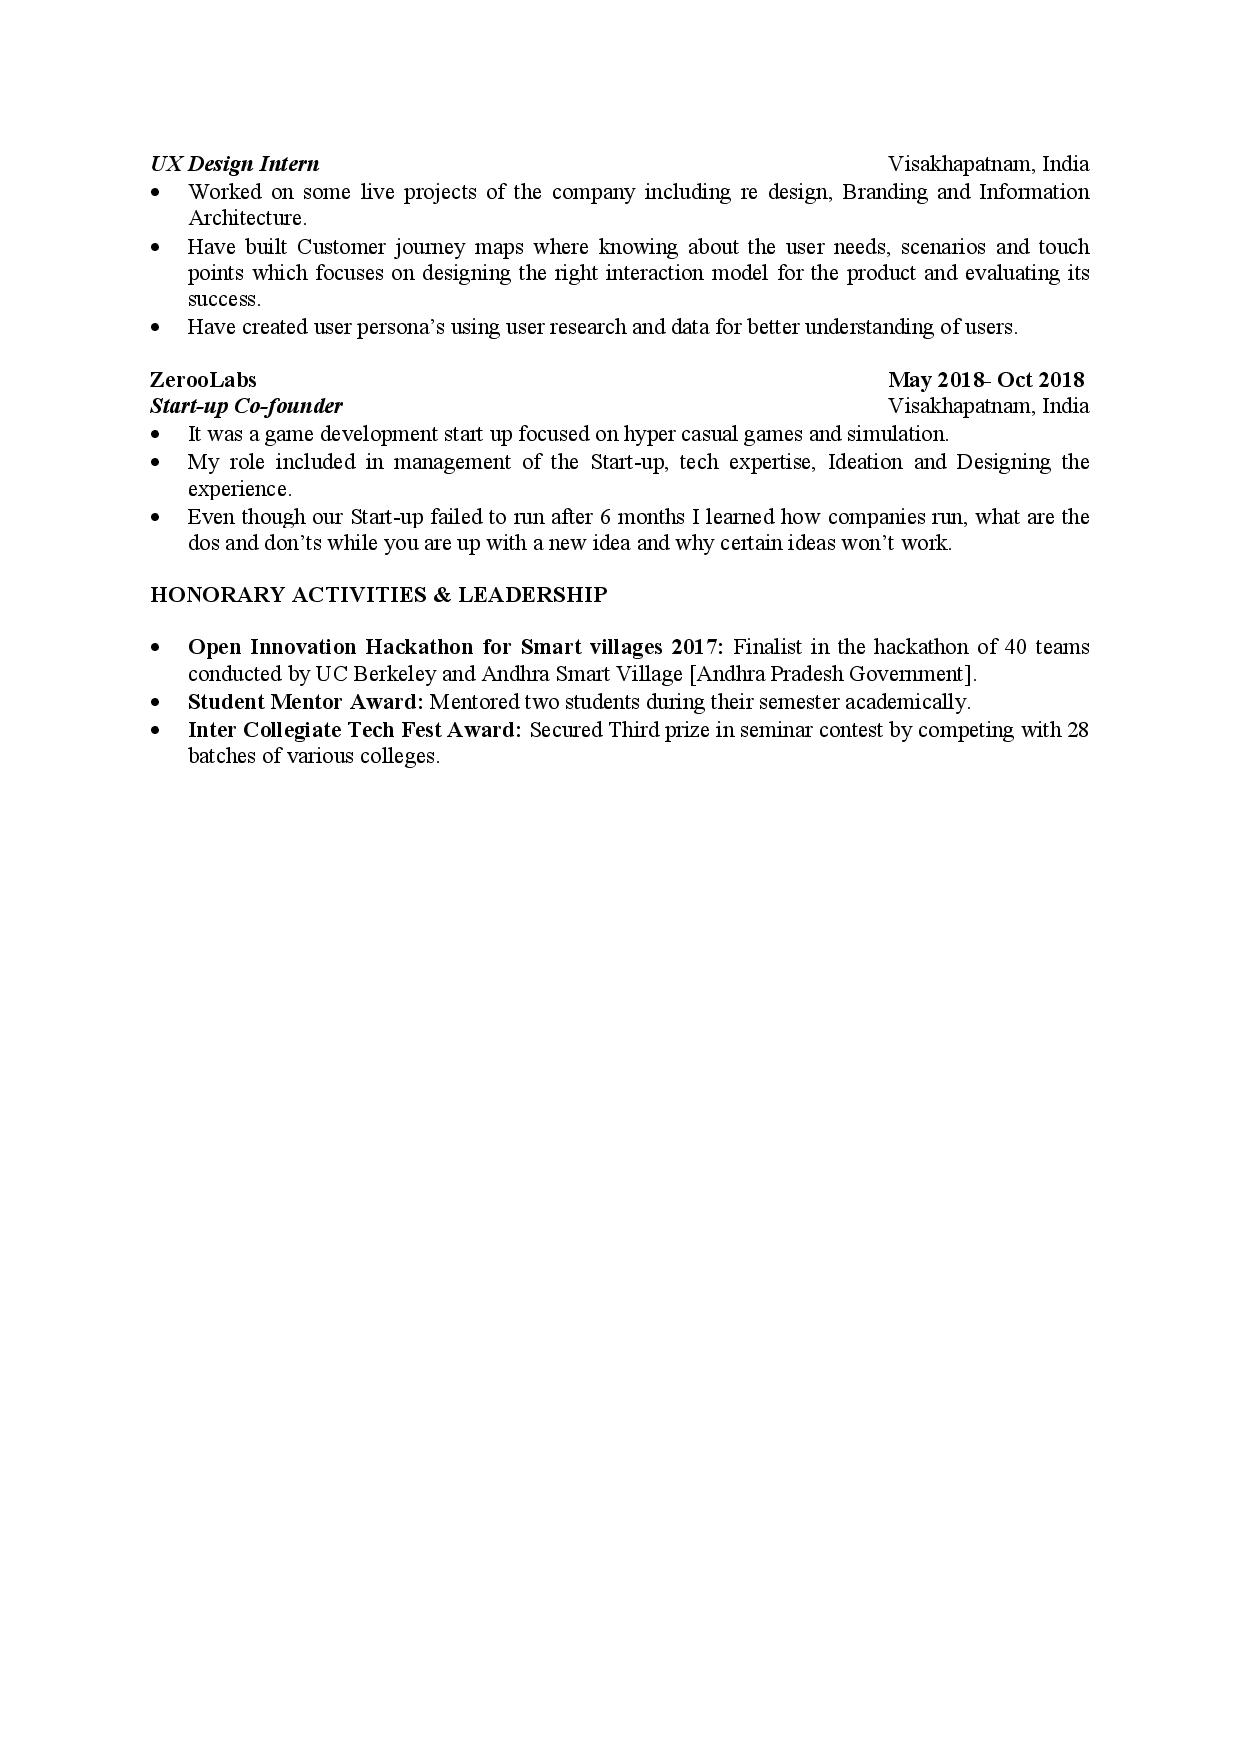 UX Design Intern Visakhapatnam, India
• Worked on some live projects of the company including re design, Branding and Information
Architecture.
• Have built Customer journey maps where knowing about the user needs, scenarios and touch
points which focuses on designing the right interaction model for the product and evaluating its
success.
• Have created user persona’s using user research and data for better understanding of users.
ZerooLabs May 2018- Oct 2018
Start-up Co-founder Visakhapatnam, India
• It was a game development start up focused on hyper casual games and simulation.
• My role included in management of the Start-up, tech expertise, Ideation and Designing the
experience.
• Even though our Start-up failed to run after 6 months I learned how companies run, what are the
dos and don’ts while you are up with a new idea and why certain ideas won’t work.
HONORARY ACTIVITIES & LEADERSHIP
• Open Innovation Hackathon for Smart villages 2017: Finalist in the hackathon of 40 teams
conducted by UC Berkeley and Andhra Smart Village [Andhra Pradesh Government].
• Student Mentor Award: Mentored two students during their semester academically.
• Inter Collegiate Tech Fest Award: Secured Third prize in seminar contest by competing with 28
batches of various colleges.